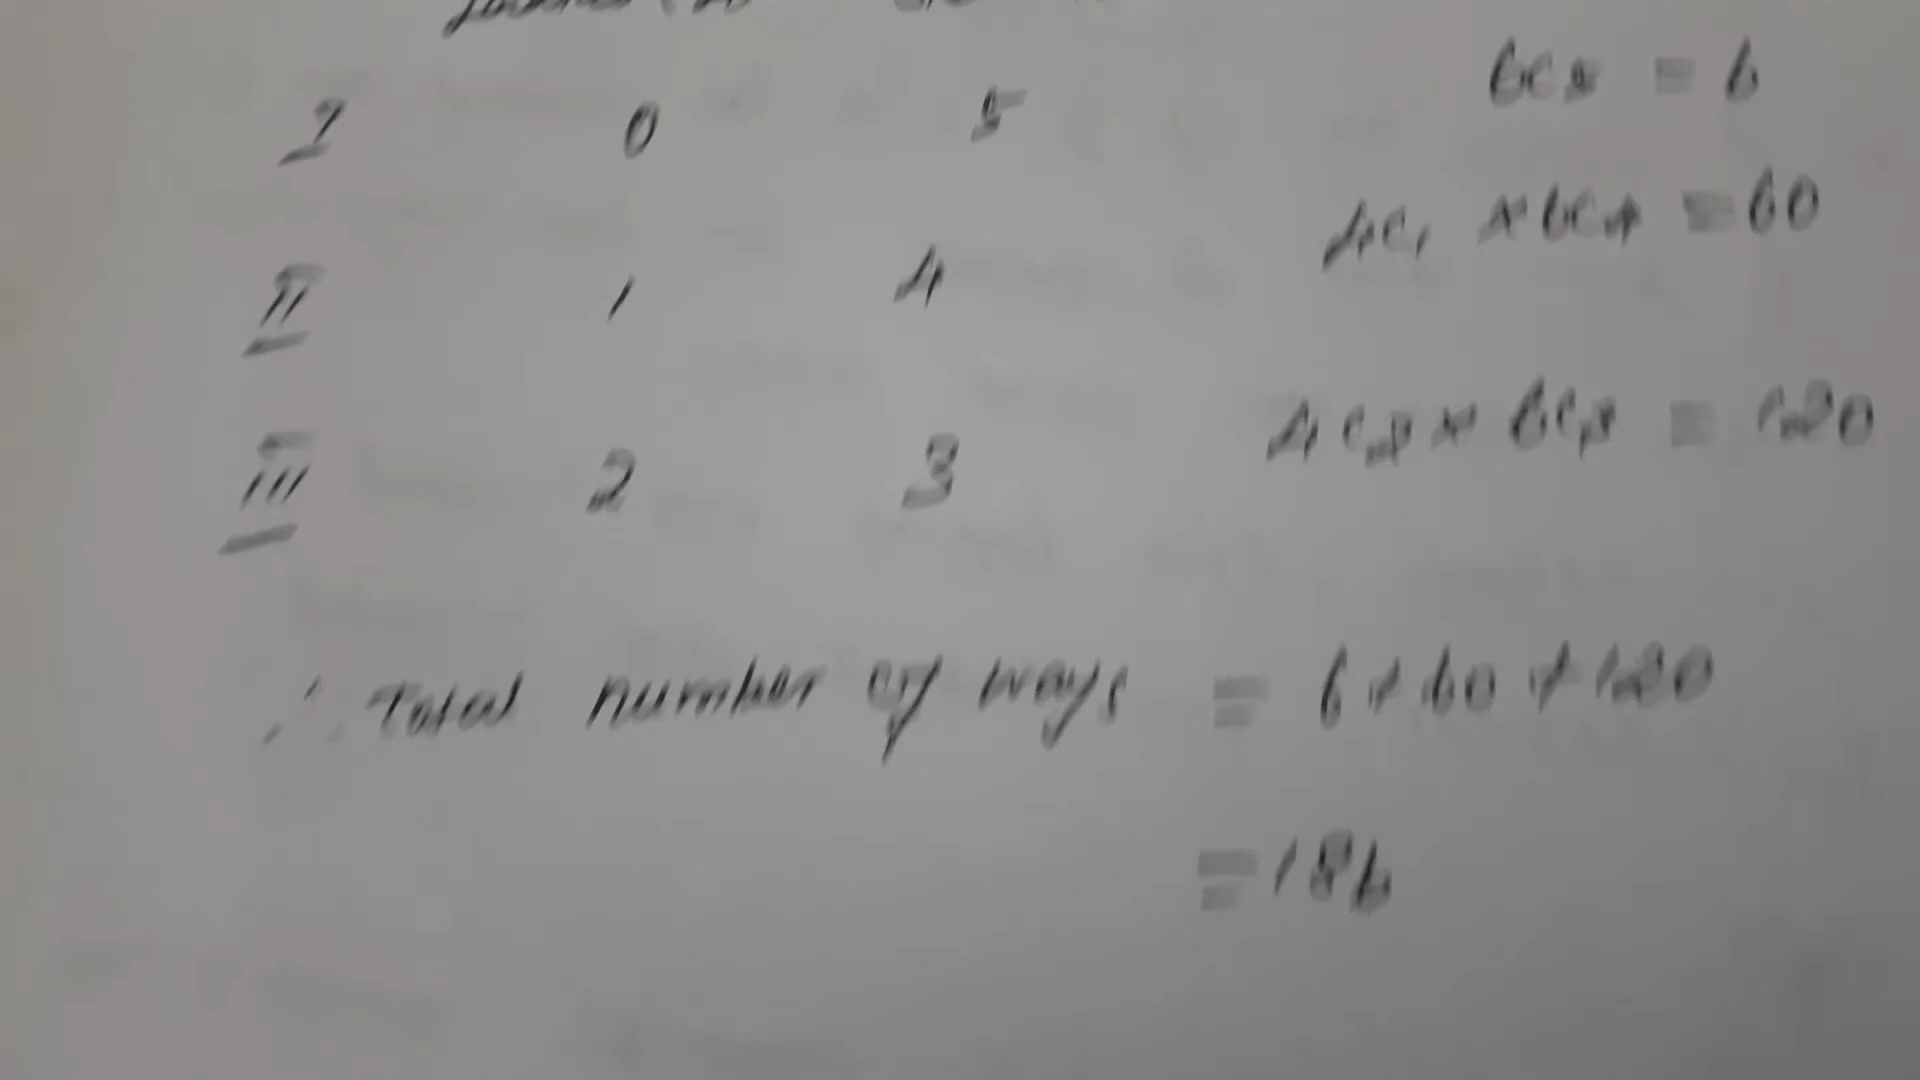 I 0 5 6C5 = 6
II 1 4 4C1 × 6C4 = 60
III 2 3 4C2 × 6C3 = 120
∴ Total number of ways = 6 + 60 + 120
= 186